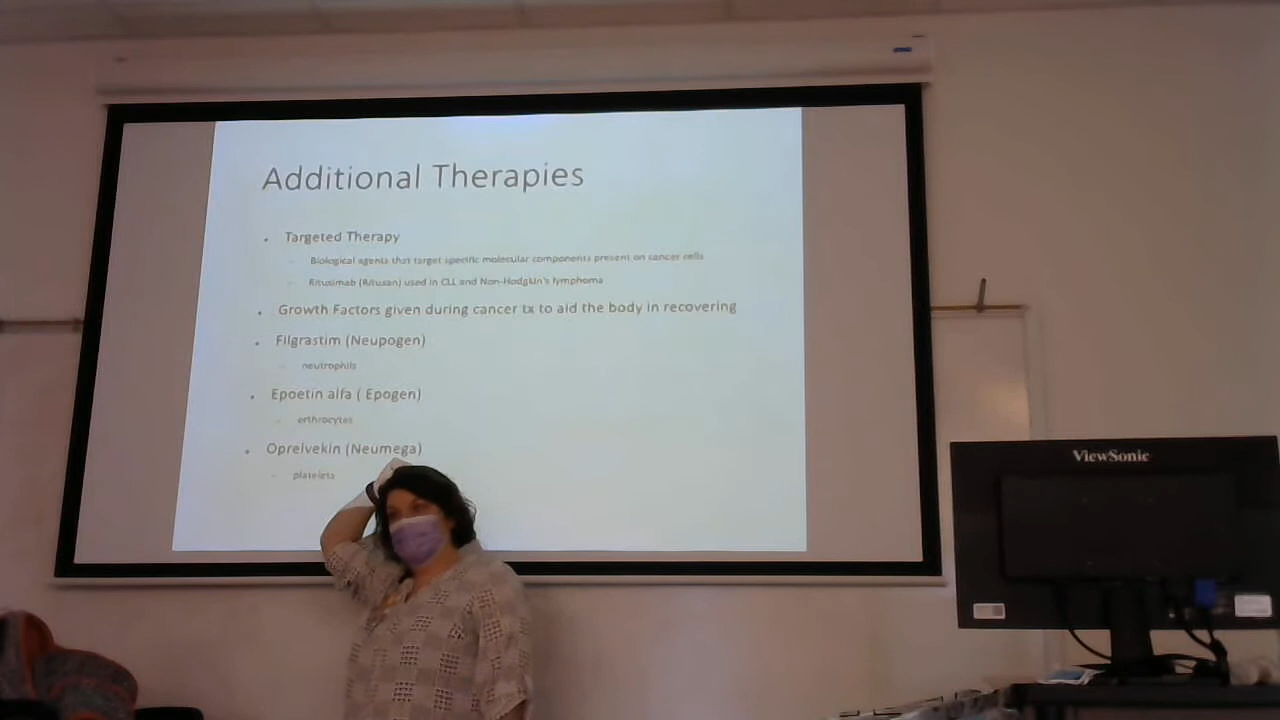 Additional Therapies
• Targeted Therapy
– Biological agents that target specific molecular components present on cancer cells
– Ritusimab (Ritusan) used in CLL and Non-Hodgkin's lymphoma
• Growth Factors given during cancer tx to aid the body in recovering
• Filgrastim (Neupogen)
– neutrophils
• Epoetin alfa ( Epogen)
– erthrocytes
• Oprelvekin (Neumega)
– platelets
ViewSonic